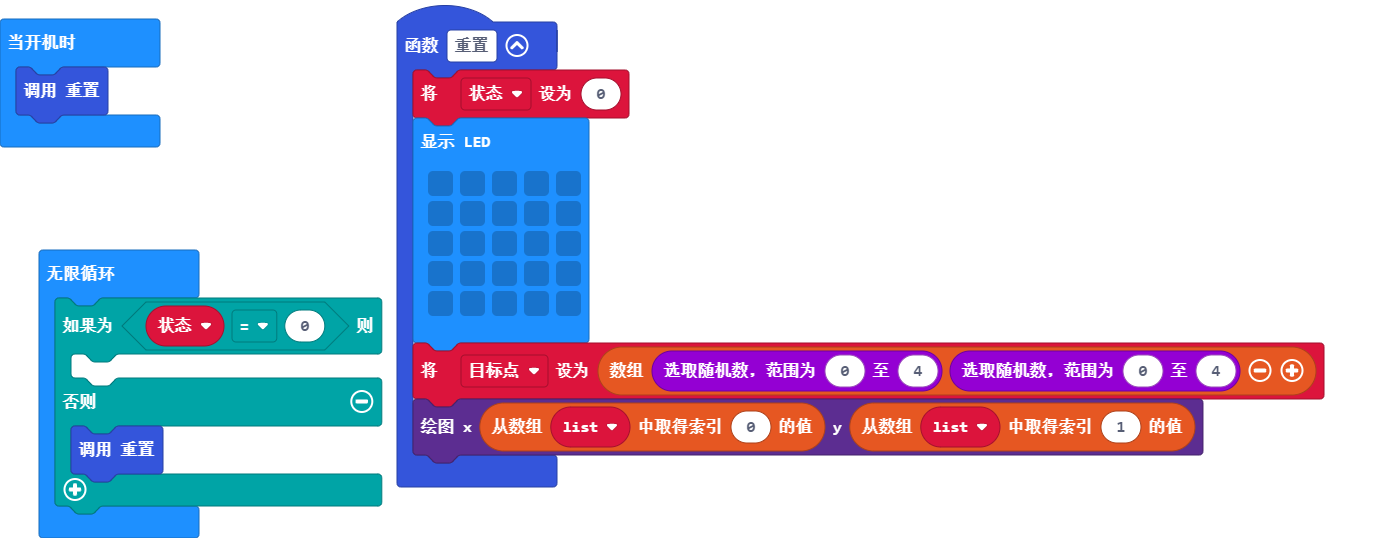 当开机时
调用 重置
函数 重置
将 状态 设为 0
显示 LED
将 目标点 设为 数组 选取随机数，范围为 0 至 4 选取随机数，范围为 0 至 4
绘图 x 从数组 list 中取得索引 0 的值 y 从数组 list 中取得索引 1 的值
无限循环
如果为 状态 = 0 则
否则
调用 重置